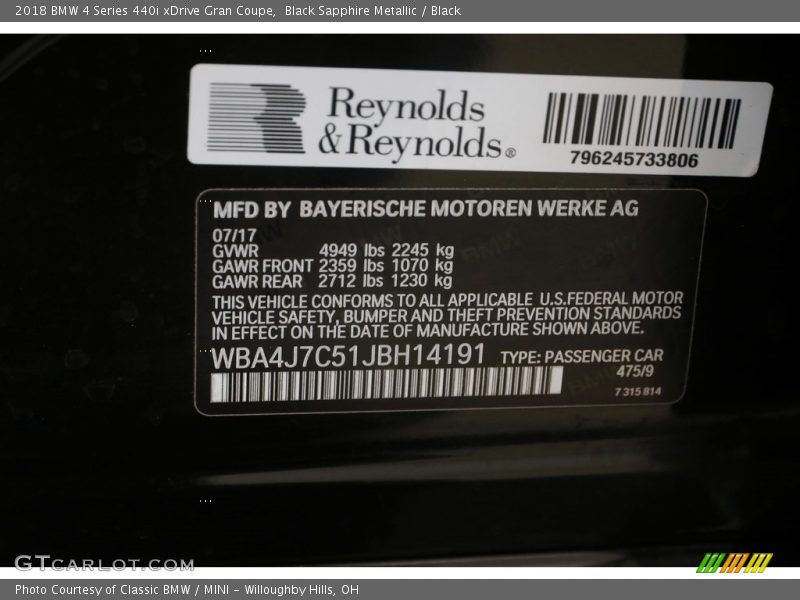 2018 BMW 4 Series 440i xDrive Gran Coupe, Black Sapphire Metallic / Black
Reynolds
&Reynolds®
796245733806
MFD BY BAYERISCHE MOTOREN WERKE AG
07/17
GVWR 4949 lbs 2245 kg
GAWR FRONT 2359 lbs 1070 kg
GAWR REAR 2712 lbs 1230 kg
THIS VEHICLE CONFORMS TO ALL APPLICABLE U.S.FEDERAL MOTOR
VEHICLE SAFETY, BUMPER AND THEFT PREVENTION STANDARDS
IN EFFECT ON THE DATE OF MANUFACTURE SHOWN ABOVE.
WBA4J7C51JBH14191 TYPE: PASSENGER CAR
475/9
7 315 814
GTCARLOT.COM
Photo Courtesy of Classic BMW / MINI - Willoughby Hills, OH